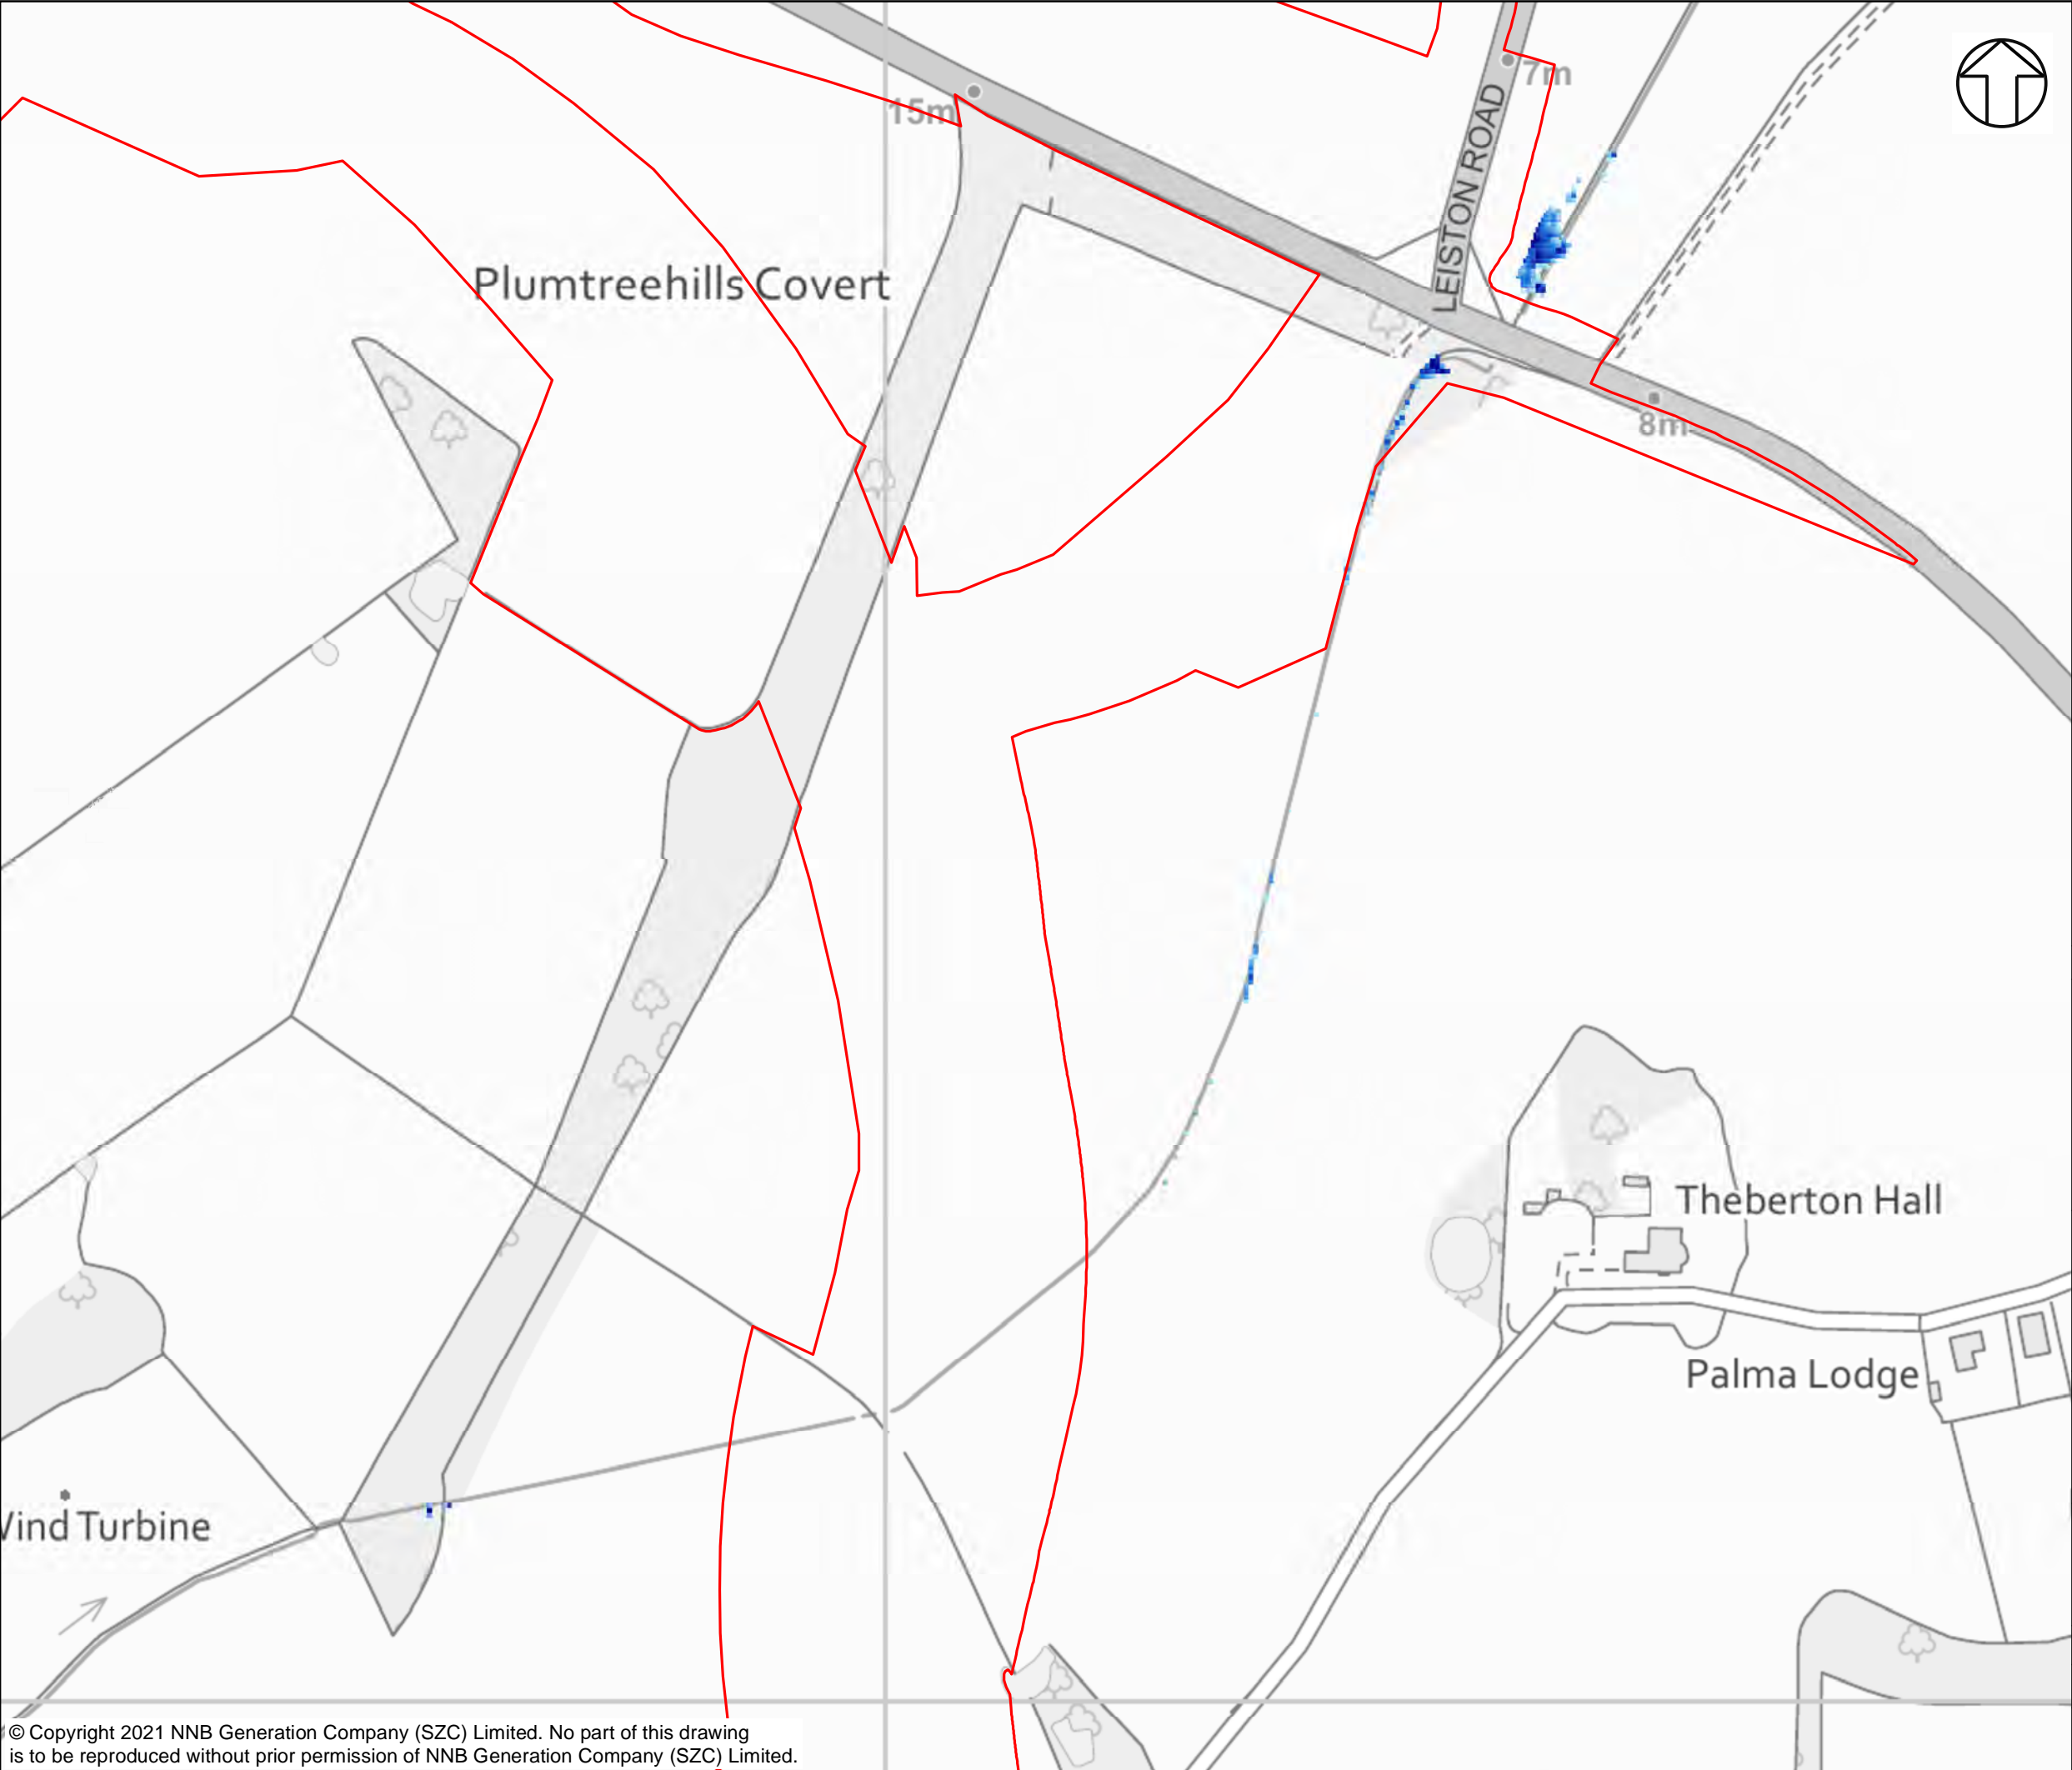 7m
15m
LEISTON ROAD
Plumtreehills Covert
8m
Theberton Hall
Palma Lodge
Turbine
© Copyright 2021 NNB Generation Company (SZC) Limited. No part of this drawing
is to be reproduced without prior permission of NNB Generation Company (SZC) Limited.